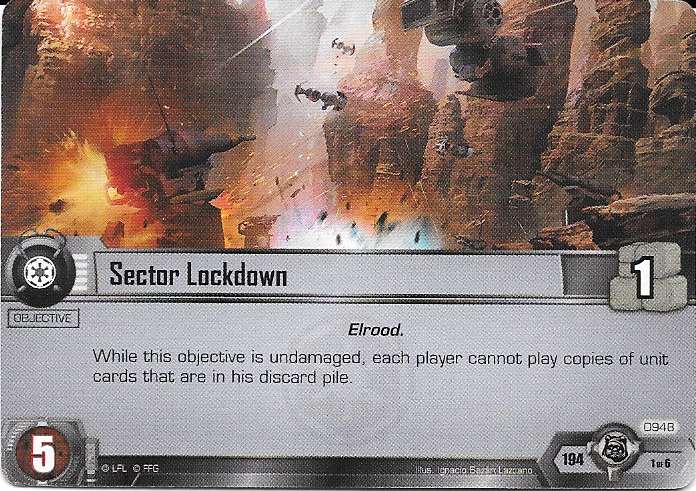 Sector Lockdown
1
OBJECTIVE
Elrood.
While this objective is undamaged, each player cannot play copies of unit
cards that are in his discard pile.
5
© LFL © FFG
Illus. Ignacio Bazán Lazcano
194
0948
1 OF 6